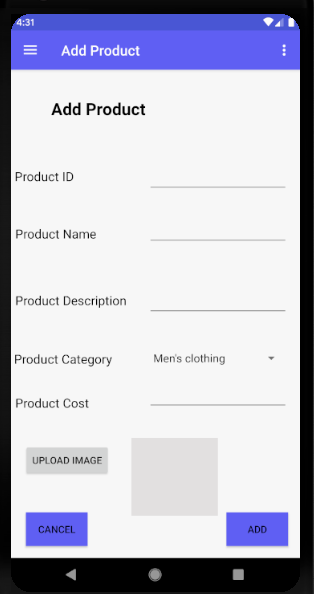 4:31
Add Product
Add Product
Product ID
Product Name
Product Description
Product Category Men's clothing
Product Cost
UPLOAD IMAGE
CANCEL ADD